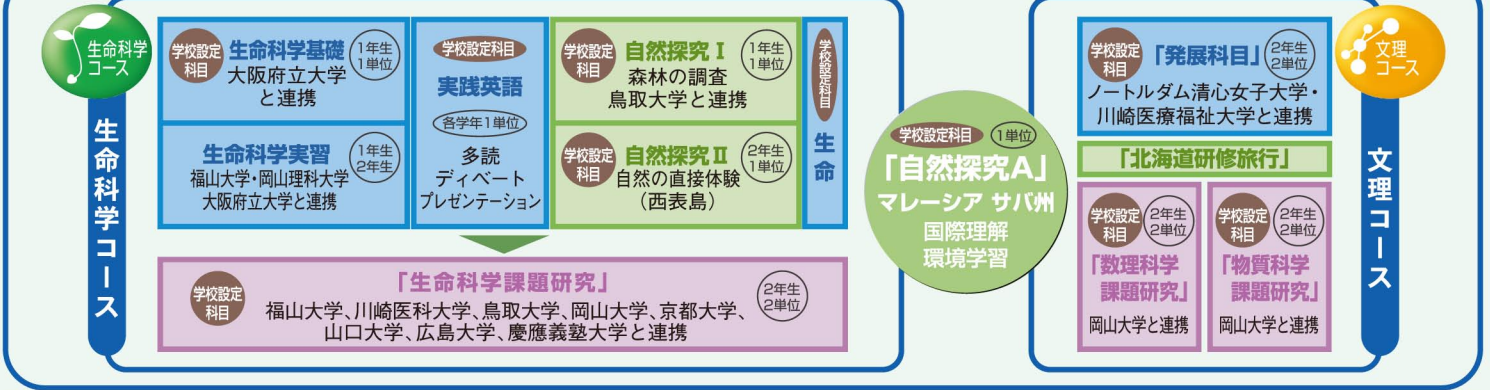 生命科学
コース
生命科学コース
学校設定
科目
生命科学基礎
1年生
1単位
大阪府立大学
と連携
生命科学実習
1年生
2年生
福山大学・岡山理科大学
大阪府立大学と連携
学校設定科目
実践英語
各学年1単位
多読
ディベート
プレゼンテーション
学校設定
科目
自然探究Ⅰ
1年生
1単位
森林の調査
鳥取大学と連携
学校設定
科目
自然探究Ⅱ
2年生
1単位
自然の直接体験
(西表島)
学校設定科目
生命
学校設定
科目
「生命科学課題研究」
2年生
2単位
福山大学、川崎医科大学、鳥取大学、岡山大学、京都大学、
山口大学、広島大学、慶應義塾大学と連携
学校設定科目
1単位
「自然探究A」
マレーシア サバ州
国際理解
環境学習
学校設定
科目
「発展科目」
2年生
2単位
ノートルダム清心女子大学・
川崎医療福祉大学と連携
「北海道研修旅行」
学校設定
科目
2年生
2単位
「数理科学
課題研究」
岡山大学と連携
学校設定
科目
2年生
2単位
「物質科学
課題研究」
岡山大学と連携
文理
コース
文理コース